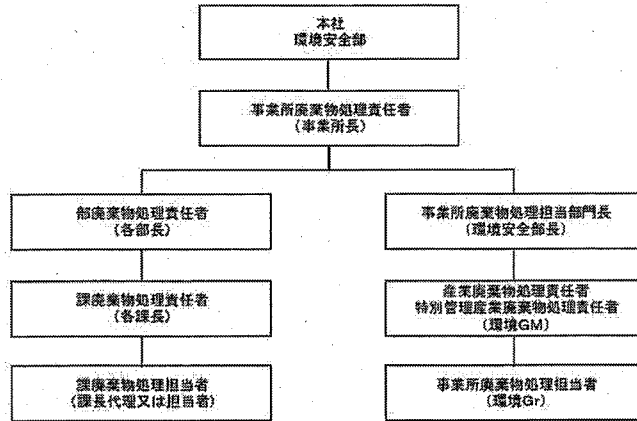 本社
環境安全部
事業所廃棄物処理責任者
(事業所長)
部廃棄物処理責任者
(各部長)
課廃棄物処理責任者
(各課長)
課廃棄物処理担当者
(課長代理又は担当者)
事業所廃棄物処理担当部門長
(環境安全部長)
産業廃棄物処理責任者
特別管理産業廃棄物処理責任者
(環境GM)
事業所廃棄物処理担当者
(環境Gr)